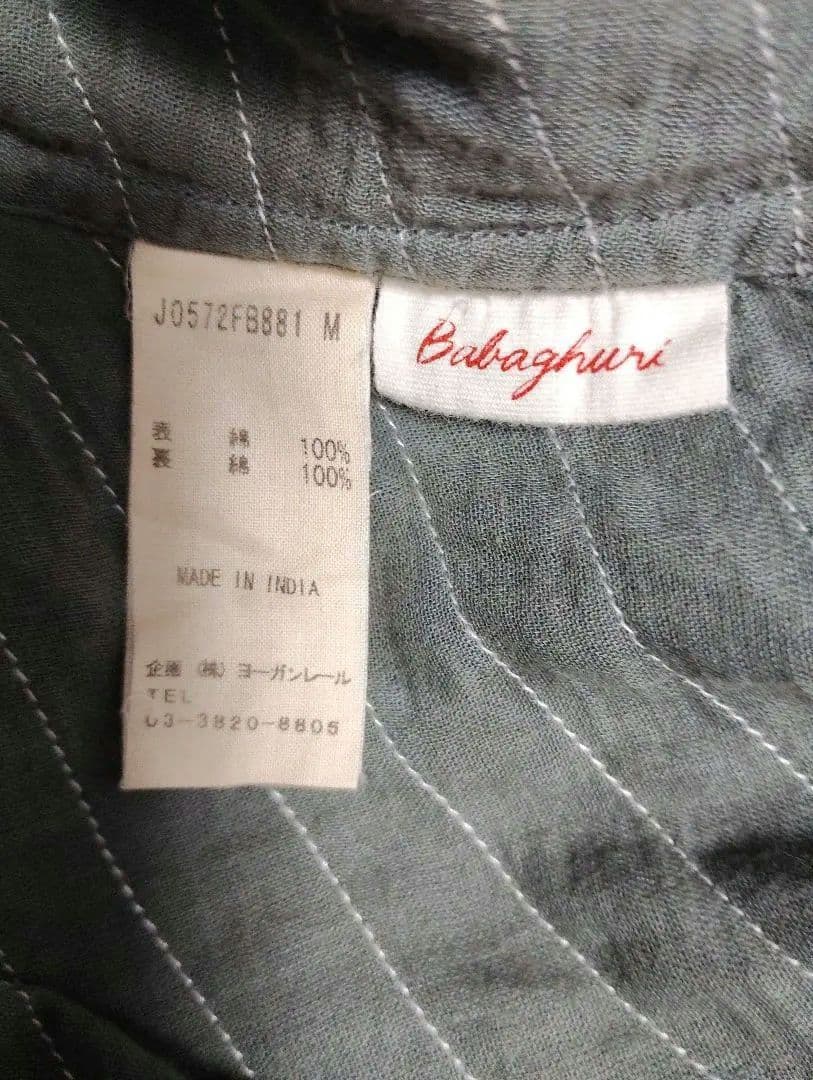 J0572FB881 M
Babaghuri
表 綿 100%
裏 綿 100%
MADE IN INDIA
企画 (株) ヨーガンレール
TEL
03-3820-8805